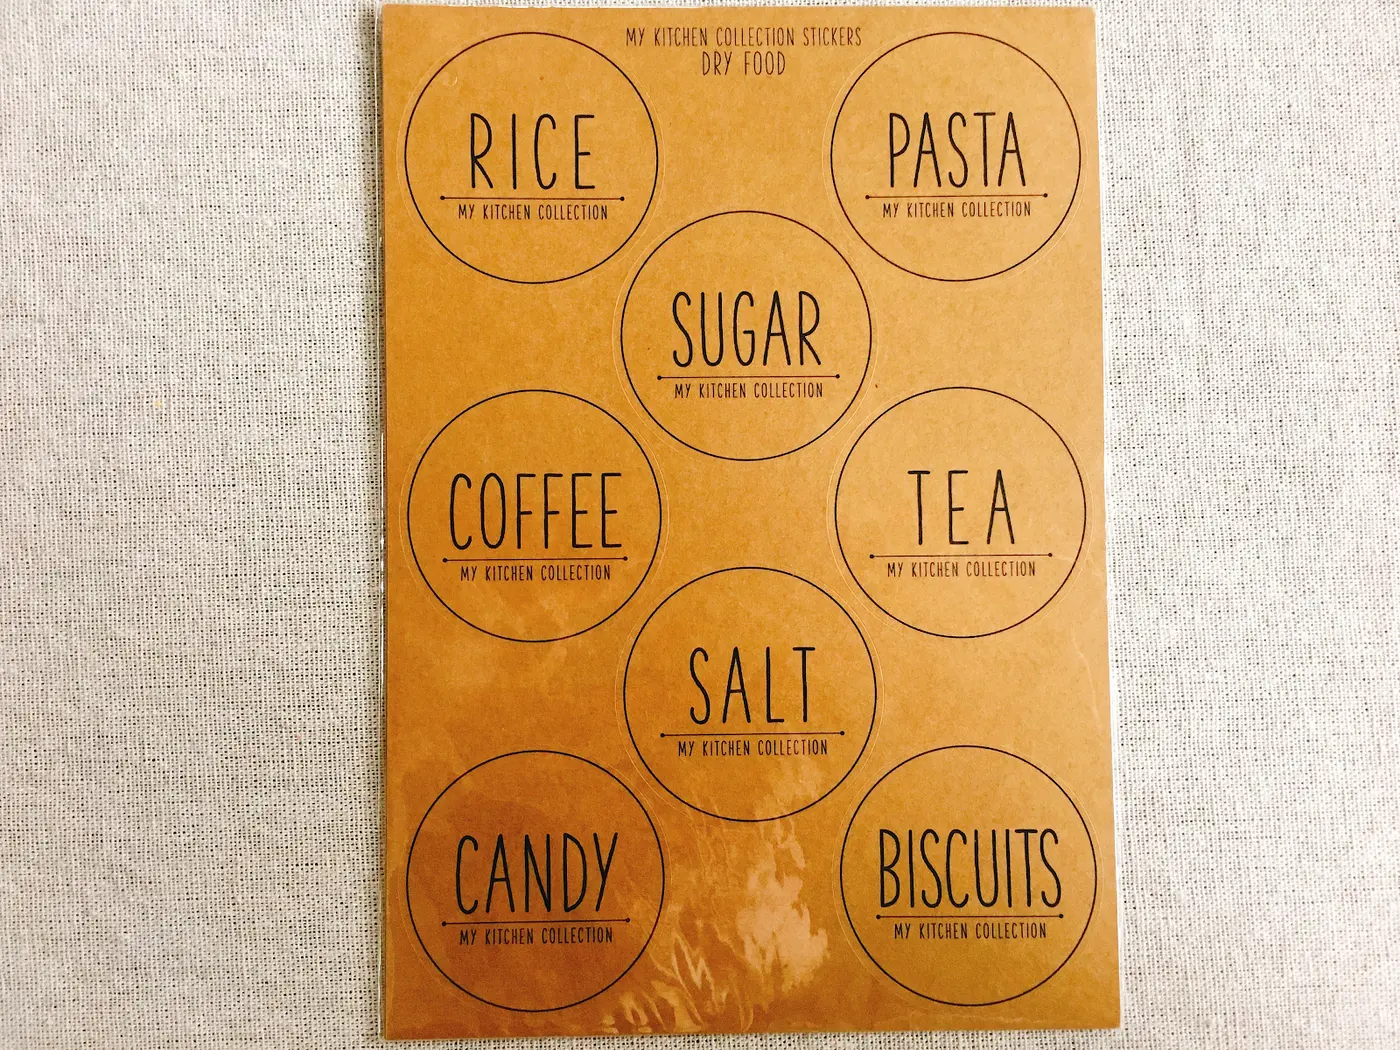 MY KITCHEN COLLECTION STICKERS
DRY FOOD
RICE
MY KITCHEN COLLECTION
PASTA
MY KITCHEN COLLECTION
SUGAR
MY KITCHEN COLLECTION
COFFEE
MY KITCHEN COLLECTION
TEA
MY KITCHEN COLLECTION
SALT
MY KITCHEN COLLECTION
CANDY
MY KITCHEN COLLECTION
BISCUITS
MY KITCHEN COLLECTION